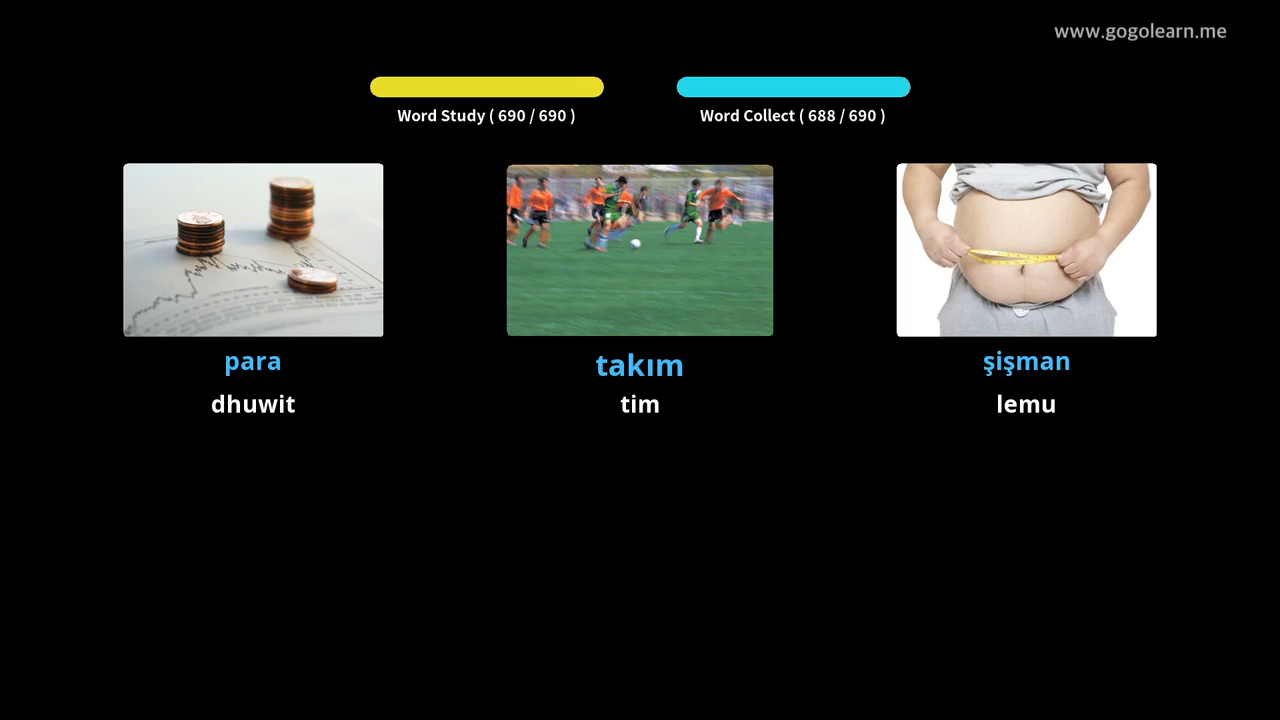 www.gogolearn.me
Word Study ( 690 / 690 )
Word Collect ( 688 / 690 )
para
takım
şişman
dhuwit
tim
lemu